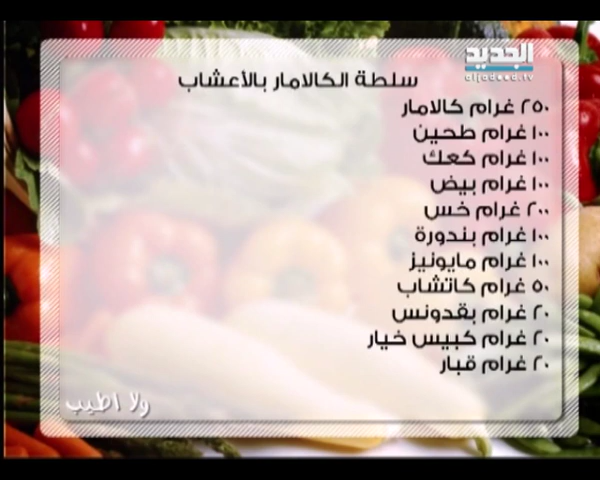 الجديد
aljadeed.tv
سلطة الكالامار بالأعشاب
٢٥٠ غرام كالامار
١٠٠ غرام طحين
١٠٠ غرام كعك
١٠٠ غرام بيض
٢٠٠ غرام خس
١٠٠ غرام بندورة
١٠٠ غرام مايونيز
٥٠ غرام كاتشاب
٢٠ غرام بقدونس
٢٠ غرام كبيس خيار
٢٠ غرام قبار
ولا اطيب